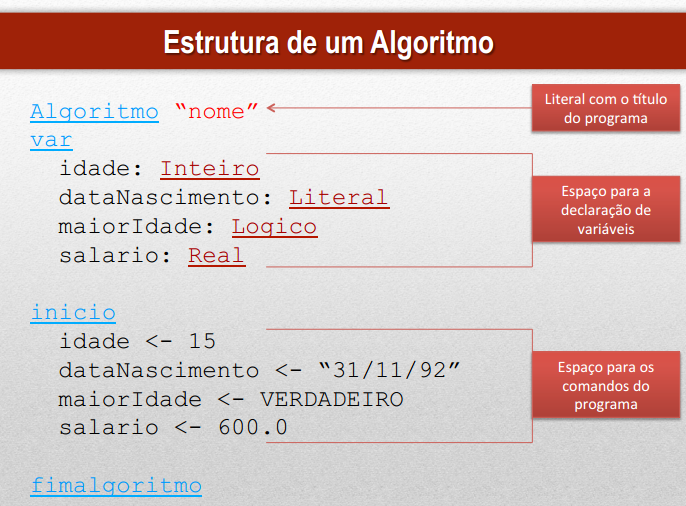 Estrutura de um Algoritmo
Algoritmo “nome”
Literal com o título
do programa
var
idade: Inteiro
dataNascimento: Literal
maiorIdade: Logico
salario: Real
Espaço para a
declaração de
variáveis
inicio
idade <- 15
dataNascimento <- “31/11/92”
maiorIdade <- VERDADEIRO
salario <- 600.0
Espaço para os
comandos do
programa
fimalgoritmo